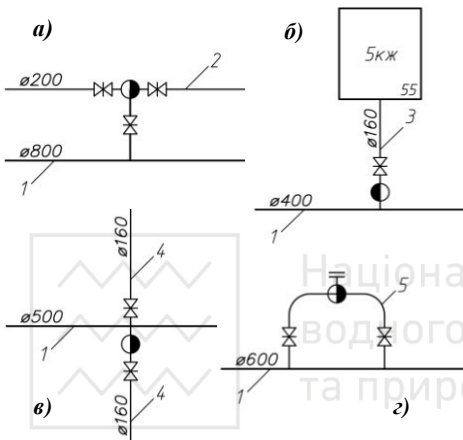 а)
ø200
2
ø800
1
б)
5кж
55
ø160
3
ø400
1
ø160
4
ø500
1
ø160
4
в)
Націона
водного
та приро
5
ø600
1
г)